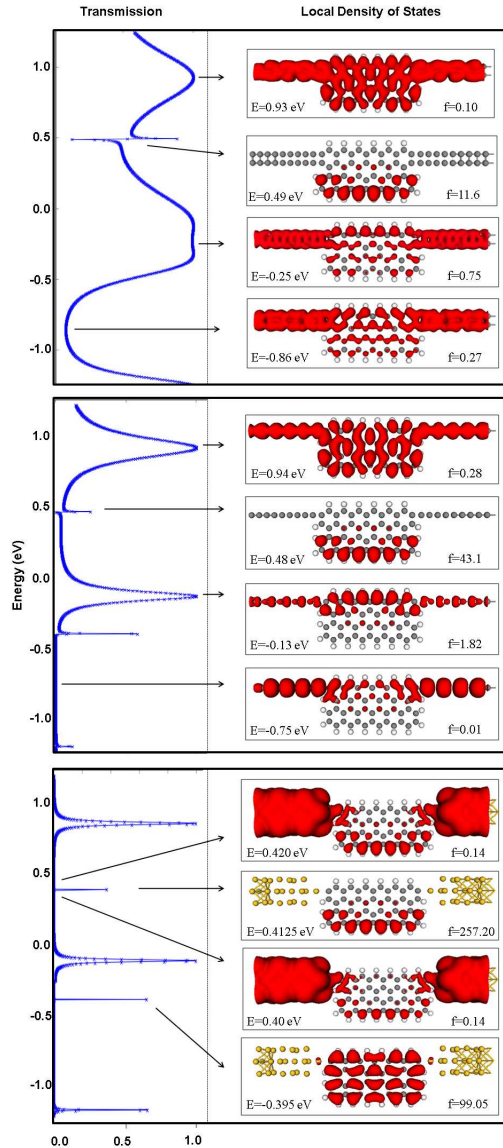 Transmission Local Density of States
1.0
0.5
0.0
-0.5
-1.0
E=0.93 eV f=0.10
E=0.49 eV f=11.6
E=-0.25 eV f=0.75
E=-0.86 eV f=0.27
Energy (eV)
1.0
0.5
0.0
-0.5
-1.0
E=0.94 eV f=0.28
E=0.48 eV f=43.1
E=-0.13 eV f=1.82
E=-0.75 eV f=0.01
1.0
0.5
0.0
-0.5
-1.0
E=0.420 eV f=0.14
E=0.4125 eV f=257.20
E=0.40 eV f=0.14
E=-0.395 eV f=99.05
0.0 0.5 1.0